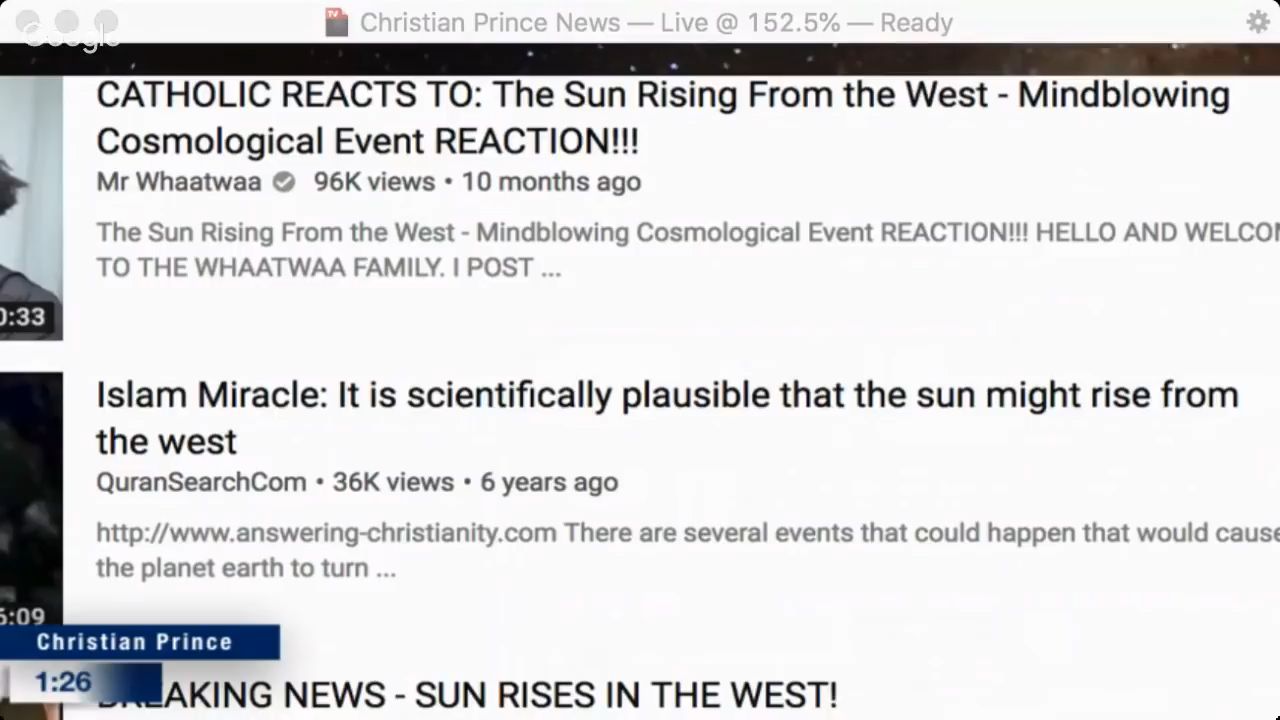 Christian Prince News — Live @ 152.5% — Ready
Google
CATHOLIC REACTS TO: The Sun Rising From the West - Mindblowing
Cosmological Event REACTION!!!
Mr Whaatwaa 96K views • 10 months ago
The Sun Rising From the West - Mindblowing Cosmological Event REACTION!!! HELLO AND WELCOM
TO THE WHAATWAA FAMILY. I POST ...
0:33
Islam Miracle: It is scientifically plausible that the sun might rise from
the west
QuranSearchCom • 36K views • 6 years ago
http://www.answering-christianity.com There are several events that could happen that would cause
the planet earth to turn ...
6:09
Christian Prince
1:26
BREAKING NEWS - SUN RISES IN THE WEST!